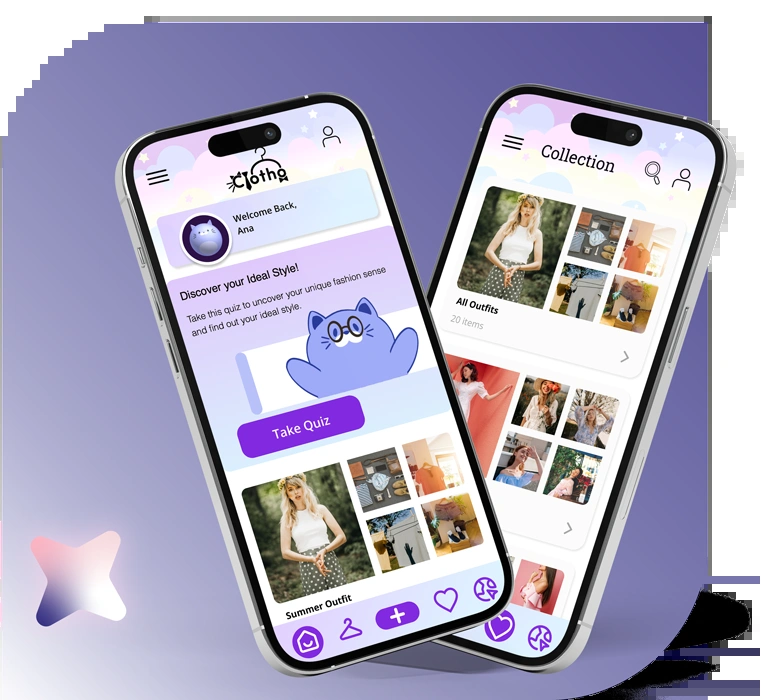 Clotho
Welcome Back,
Ana
Discover your Ideal Style!
Take this quiz to uncover your unique fashion sense
and find out your ideal style.
Take Quiz
Summer Outfit
Collection
All Outfits
20 items